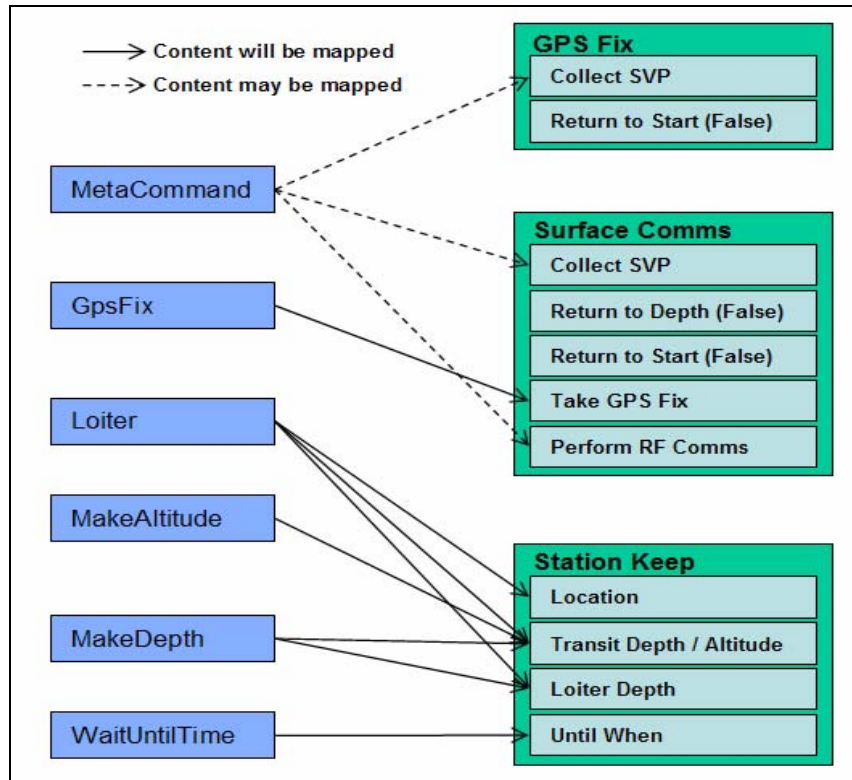 Content will be mapped
Content may be mapped
MetaCommand
GpsFix
Loiter
MakeAltitude
MakeDepth
WaitUntilTime
GPS Fix
Collect SVP
Return to Start (False)
Surface Comms
Collect SVP
Return to Depth (False)
Return to Start (False)
Take GPS Fix
Perform RF Comms
Station Keep
Location
Transit Depth / Altitude
Loiter Depth
Until When